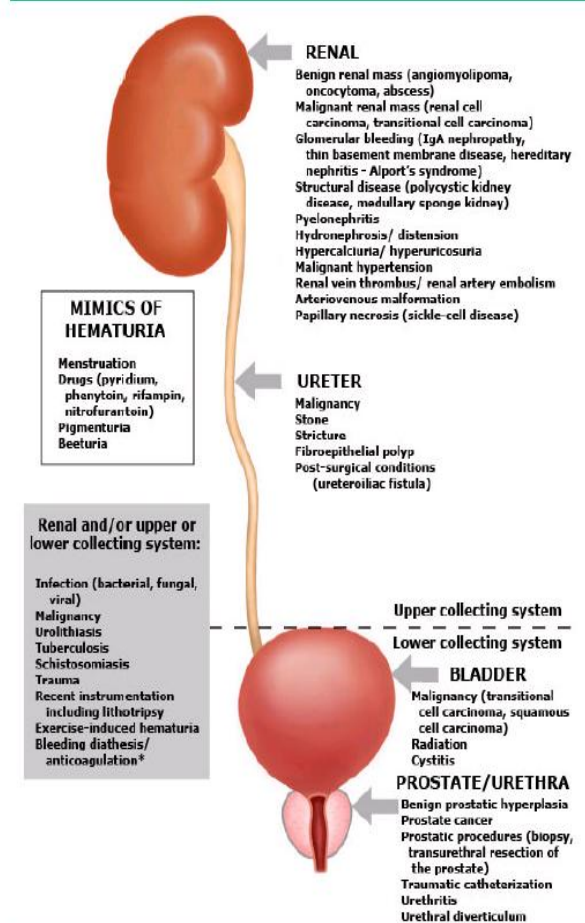 RENAL
Benign renal mass (angiomyolipoma,
oncocytoma, abscess)
Malignant renal mass (renal cell
carcinoma, transitional cell carcinoma)
Glomerular bleeding (IgA nephropathy,
thin basement membrane disease, hereditary
nephritis - Alport's syndrome)
Structural disease (polycystic kidney
disease, medullary sponge kidney)
Pyelonephritis
Hydronephrosis/ distension
Hypercalciuria/ hyperuricosuria
Malignant hypertension
Renal vein thrombus/ renal artery embolism
Arteriovenous malformation
Papillary necrosis (sickle-cell disease)
MIMICS OF
HEMATURIA
Menstruation
Drugs (pyridium,
phenytoin, rifampin,
nitrofurantoin)
Pigmenturia
Beeturia
URETER
Malignancy
Stone
Stricture
Fibroepithelial polyp
Post-surgical conditions
(ureteroiliac fistula)
Renal and/or upper or
lower collecting system:
Infection (bacterial, fungal,
viral)
Malignancy
Urolithiasis
Tuberculosis
Schistosomiasis
Trauma
Recent instrumentation
including lithotripsy
Exercise-induced hematuria
Bleeding diathesis/
anticoagulation*
Upper collecting system
Lower collecting system
BLADDER
Malignancy (transitional
cell carcinoma, squamous
cell carcinoma)
Radiation
Cystitis
PROSTATE/URETHRA
Benign prostatic hyperplasia
Prostate cancer
Prostatic procedures (biopsy,
transurethral resection of
the prostate)
Traumatic catheterization
Urethritis
Urethral diverticulum